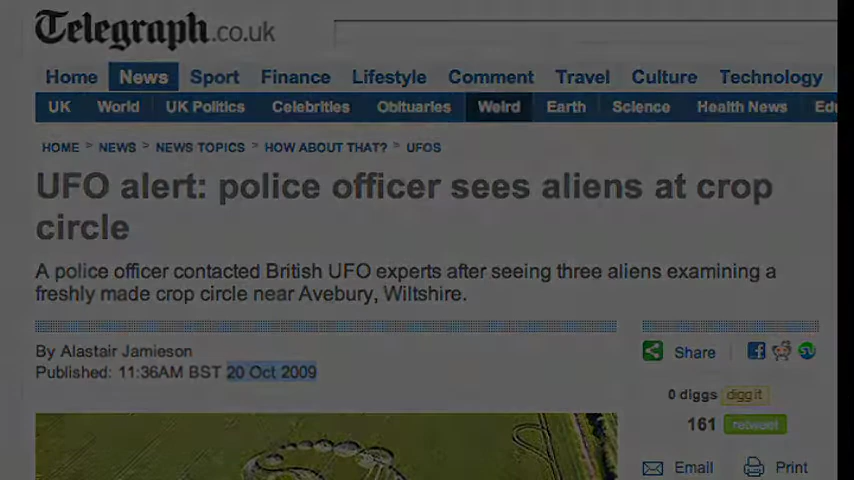 Telegraph.co.uk
Home News Sport Finance Lifestyle Comment Travel Culture Technology
UK World UK Politics Celebrities Obituaries Weird Earth Science Health News
HOME > NEWS > NEWS TOPICS > HOW ABOUT THAT? > UFOS
UFO alert: police officer sees aliens at crop
circle
A police officer contacted British UFO experts after seeing three aliens examining a
freshly made crop circle near Avebury, Wiltshire.
By Alastair Jamieson
Published: 11:36AM BST 20 Oct 2009
Share
0 diggs digg it
161 retweet
Email Print